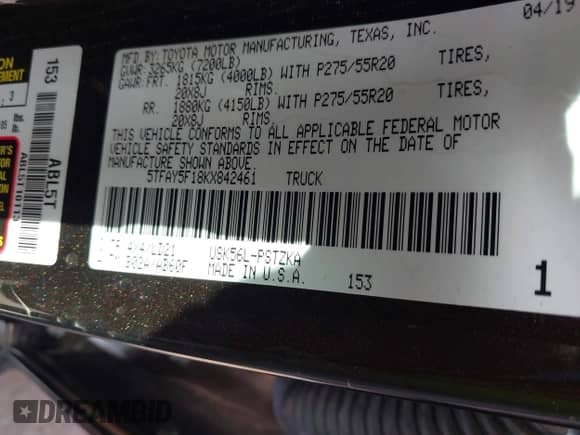 04/19
MFD.BY:TOYOTA MOTOR MANUFACTURING, TEXAS, INC.
GVWR: (7200LB)
GAWR:FRT. 1815KG (4000LB) WITH P275/55R20 TIRES,
20X8J RIMS.
RR. 1880KG (4150LB) WITH P275/55R20 TIRES,
20X8J RIMS.
THIS VEHICLE CONFORMS TO ALL APPLICABLE FEDERAL MOTOR
VEHICLE SAFETY STANDARDS IN EFFECT ON THE DATE OF
MANUFACTURE SHOWN ABOVE.
5TFAY5F18KX842461 TRUCK
USK56L-PSTZKA
MADE IN U.S.A. 153
1
153
ABL5T
DREAMBID